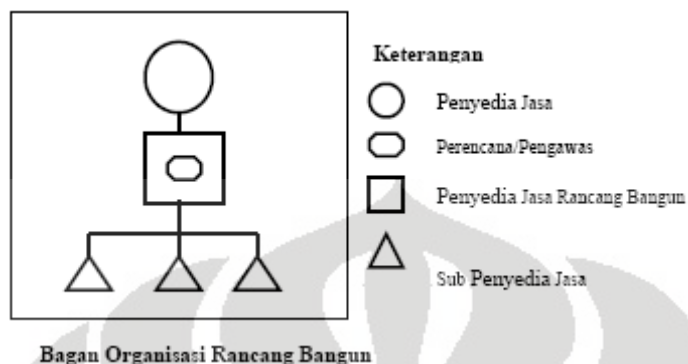 Keterangan
Penyedia Jasa
Perencana/Pengawas
Penyedia Jasa Rancang Bangun
Sub Penyedia Jasa
Bagan Organisasi Rancang Bangun